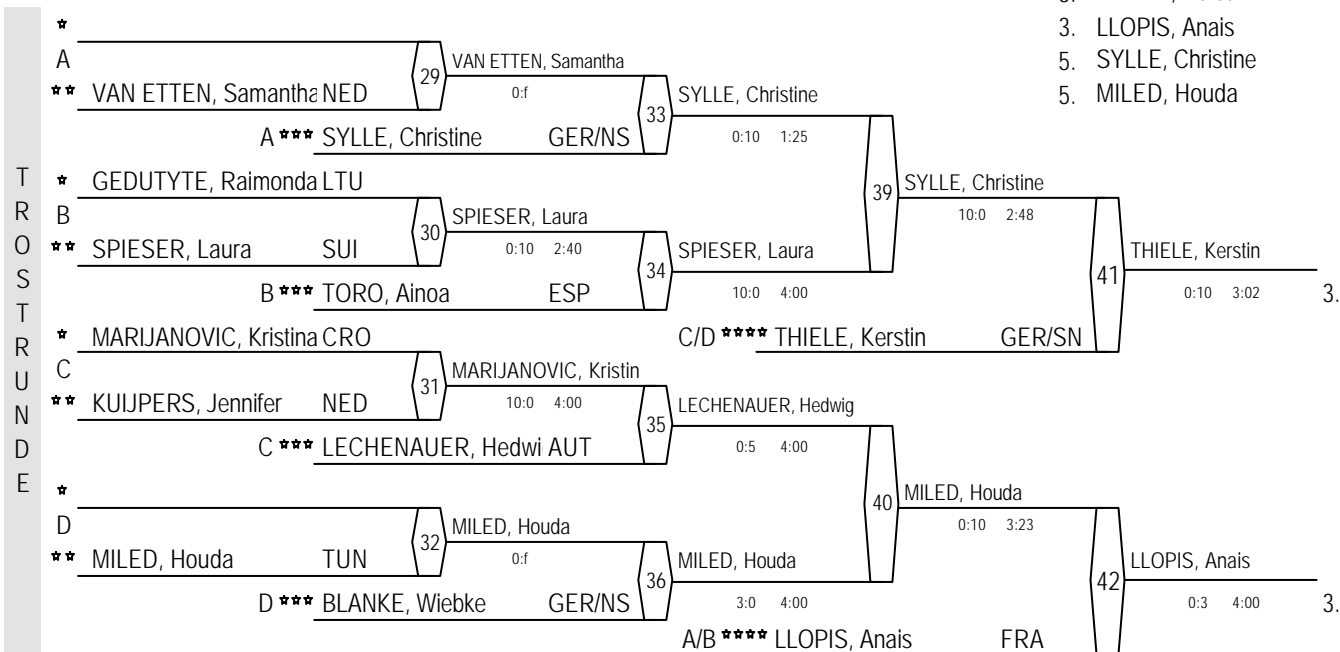 3. LLOPIS, Anais
5. SYLLE, Christine
5. MILED, Houda
TROSTRUNDE
A
29
VAN ETTEN, Samantha
VAN ETTEN, Samantha NED
0:f
33
SYLLE, Christine
A SYLLE, Christine GER/NS
0:10 1:25
GEDUTYTE, Raimonda LTU
39
SYLLE, Christine
B
30
SPIESER, Laura
10:0 2:48
SPIESER, Laura SUI
0:10 2:40
34
SPIESER, Laura
41
THIELE, Kerstin
B TORO, Ainoa ESP
10:0 4:00
0:10 3:02 3.
MARIJANOVIC, Kristina CRO
C/D THIELE, Kerstin GER/SN
C
31
MARIJANOVIC, Kristin
KUIJPERS, Jennifer NED
10:0 4:00
35
LECHENAUER, Hedwig
C LECHENAUER, Hedwi AUT
0:5 4:00
40
MILED, Houda
D
32
MILED, Houda
0:10 3:23
MILED, Houda TUN
0:f
36
MILED, Houda
42
LLOPIS, Anais
D BLANKE, Wiebke GER/NS
3:0 4:00
0:3 4:00 3.
A/B LLOPIS, Anais FRA